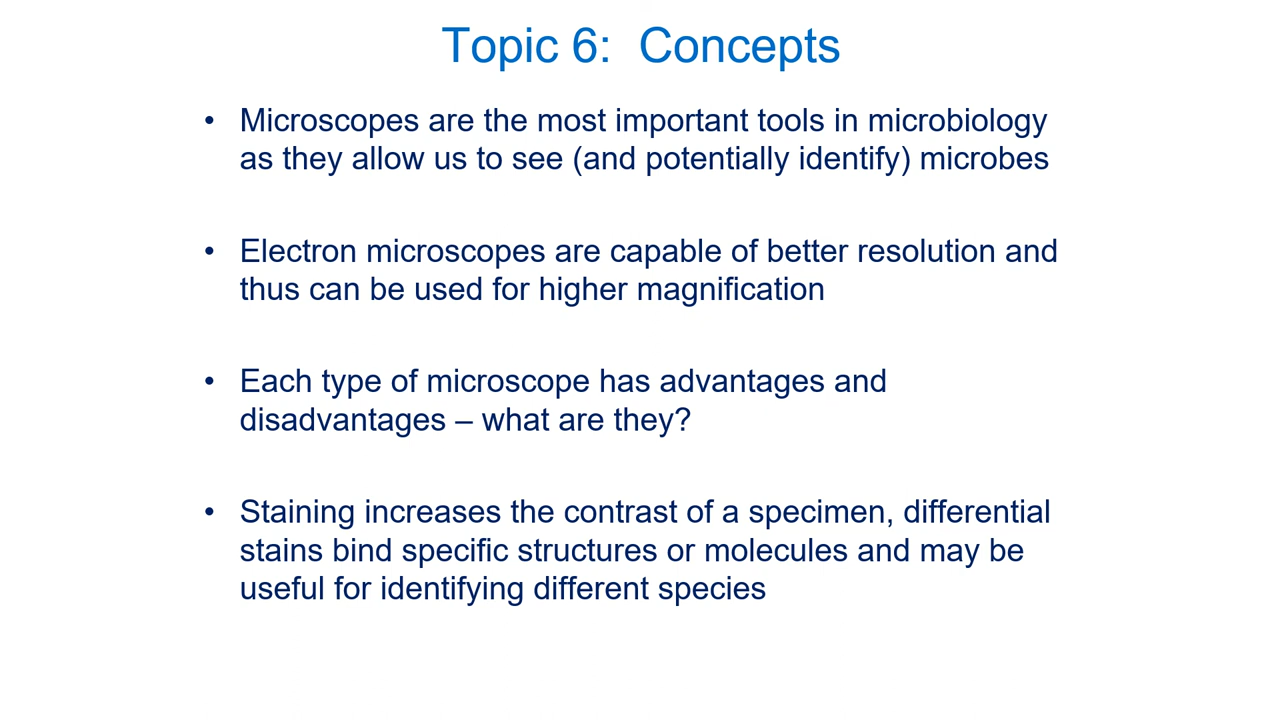 Topic 6:  Concepts
• Microscopes are the most important tools in microbiology
as they allow us to see (and potentially identify) microbes
• Electron microscopes are capable of better resolution and
thus can be used for higher magnification
• Each type of microscope has advantages and
disadvantages – what are they?
• Staining increases the contrast of a specimen, differential
stains bind specific structures or molecules and may be
useful for identifying different species